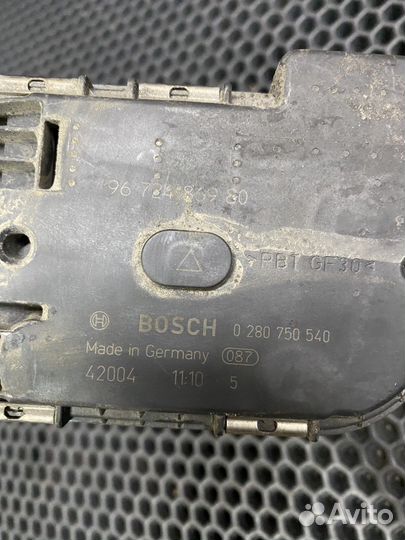 96 724 869 80
>PBT GF30<
BOSCH 0 280 750 540
Made in Germany 087
42004 11:10 5
Avito